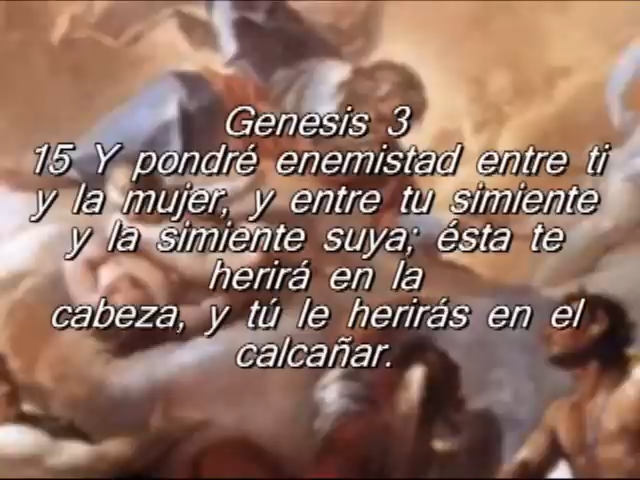 Genesis 3
15 Y pondré enemistad entre ti
y la mujer, y entre tu simiente
y la simiente suya; ésta te
herirá en la
cabeza, y tú le herirás en el
calcañar.